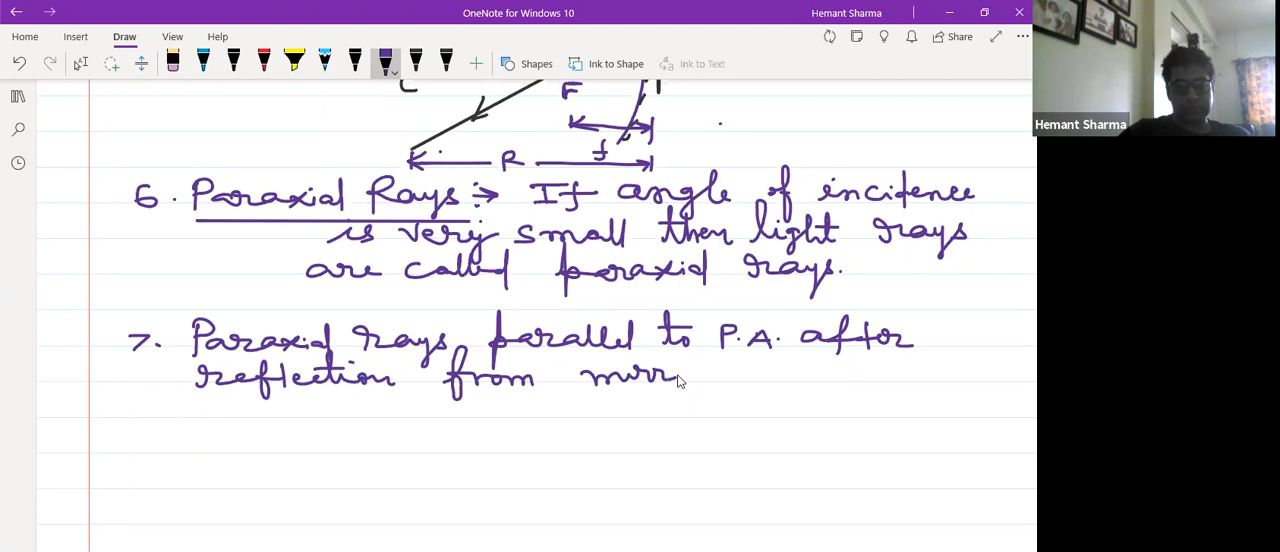 OneNote for Windows 10
Hemant Sharma
Home Insert Draw View Help
Share
Shapes Ink to Shape Ink to Text
C
F
f
R
Hemant Sharma
6. Paraxial Rays :→ If angle of incidence
is very small then light rays
are called paraxial rays.
7. Paraxial rays parallel to P.A. after
reflection from mirr